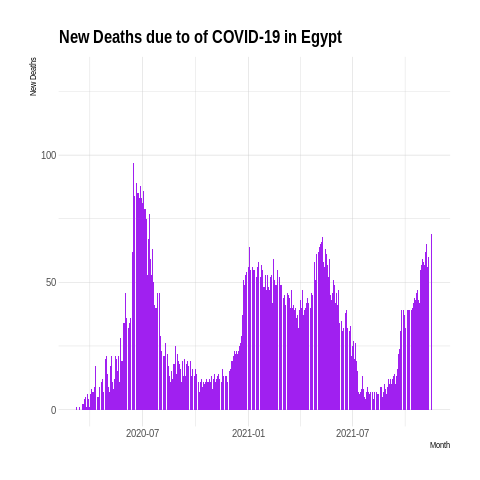 New Deaths due to of COVID-19 in Egypt
New Deaths
100
50
0
2020-07
2021-01
2021-07
Month